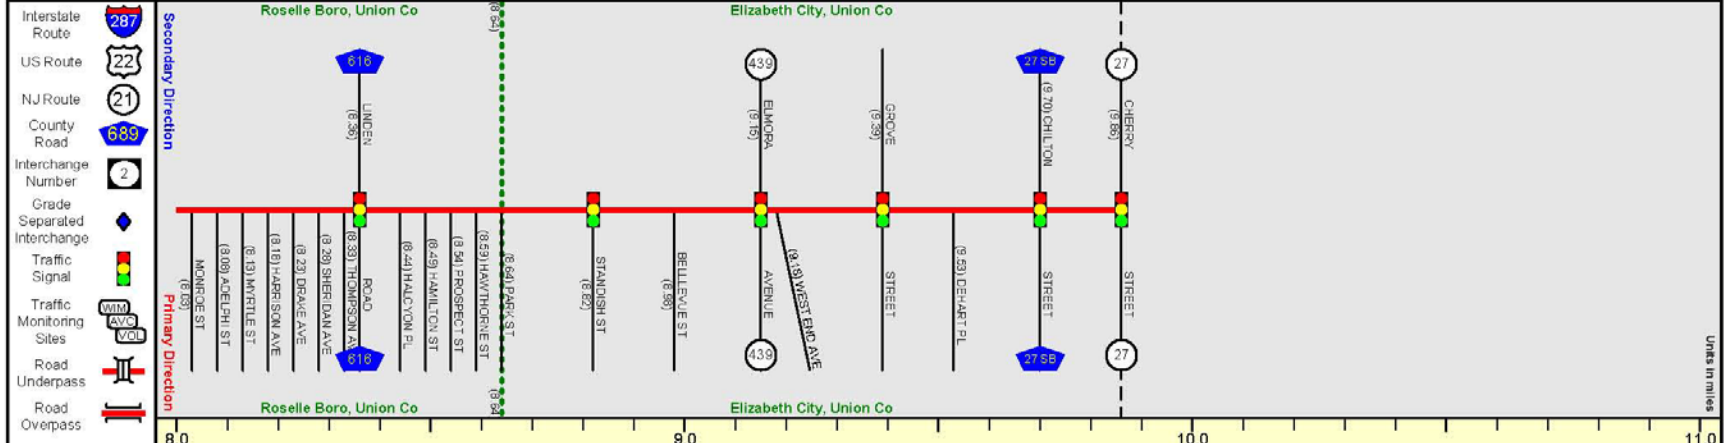 Interstate
Route
287
US Route
22
NJ Route
21
County
Road
689
Interchange
Number
2
Grade
Separated
Interchange
Traffic
Signal
Traffic
Monitoring
Sites
WIM
AVC
VOL
Road
Underpass
Road
Overpass
Secondary Direction
Primary Direction
Roselle Boro, Union Co
(8.64)
Elizabeth City, Union Co
616
439
27 SB
27
LINDEN
(8.36)
ELMORA
(9.15)
GROVE
(9.39)
(9.70) CHILTON
CHERRY
(9.86)
MONROE ST
(8.03)
(8.08) ADELPHI ST
(8.13) MYRTLE ST
(8.18) HARRISON AVE
(8.23) DRAKE AVE
(8.28) SHERIDAN AVE
(8.33) THOMPSON AV
ROAD
(8.44) HALCYON PL
(8.49) HAMILTON ST
(8.54) PROSPECT ST
(8.59) HAWTHORNE ST
(8.64) PARK ST
STANDISH ST
(8.82)
BELLEVUE ST
(8.98)
AVENUE
(9.18) WEST END AVE
STREET
(9.53) DEHART PL
STREET
STREET
616
439
27 SB
27
Roselle Boro, Union Co
(8.64
Elizabeth City, Union Co
Units in miles
8.0
9.0
10.0
11.0